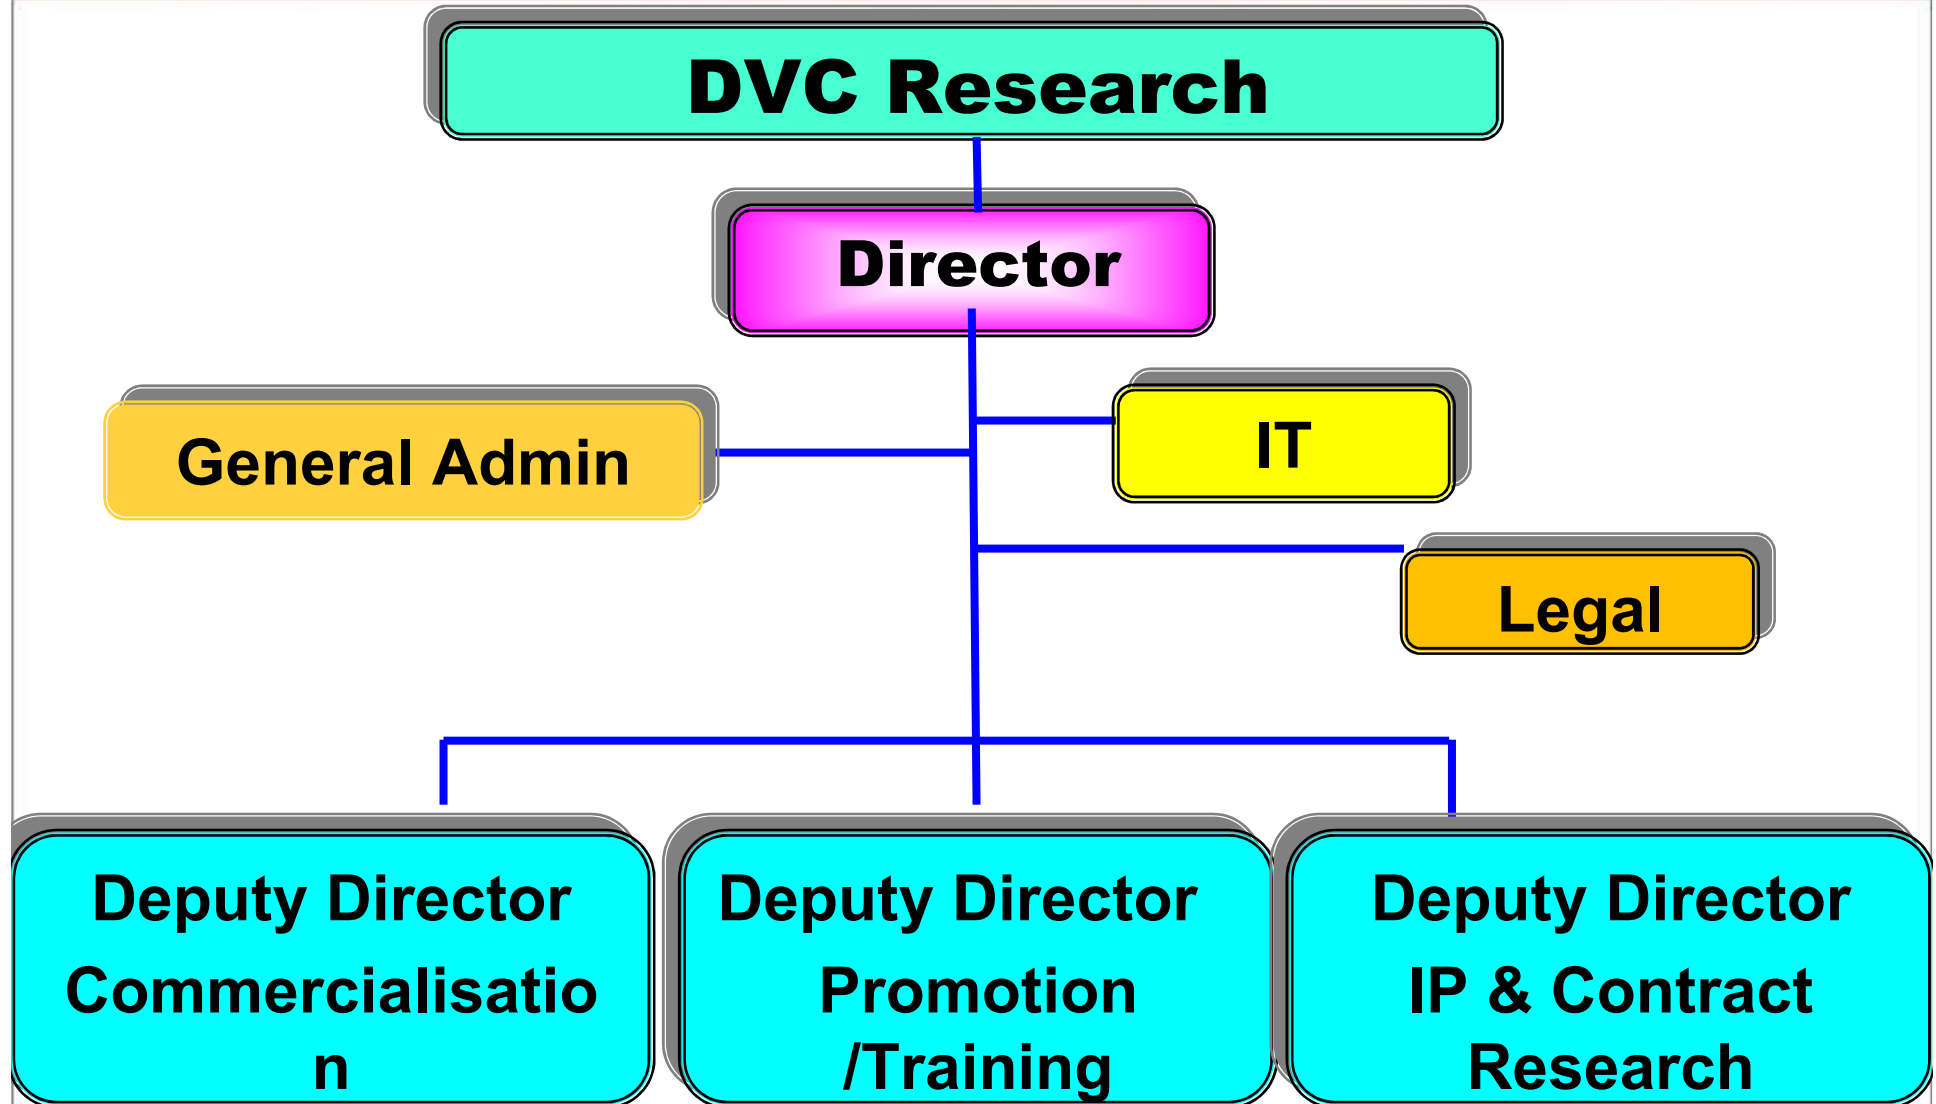 DVC Research
Director
General Admin
IT
Legal
Deputy Director
Commercialisatio
n
Deputy Director
Promotion
/Training
Deputy Director
IP & Contract
Research